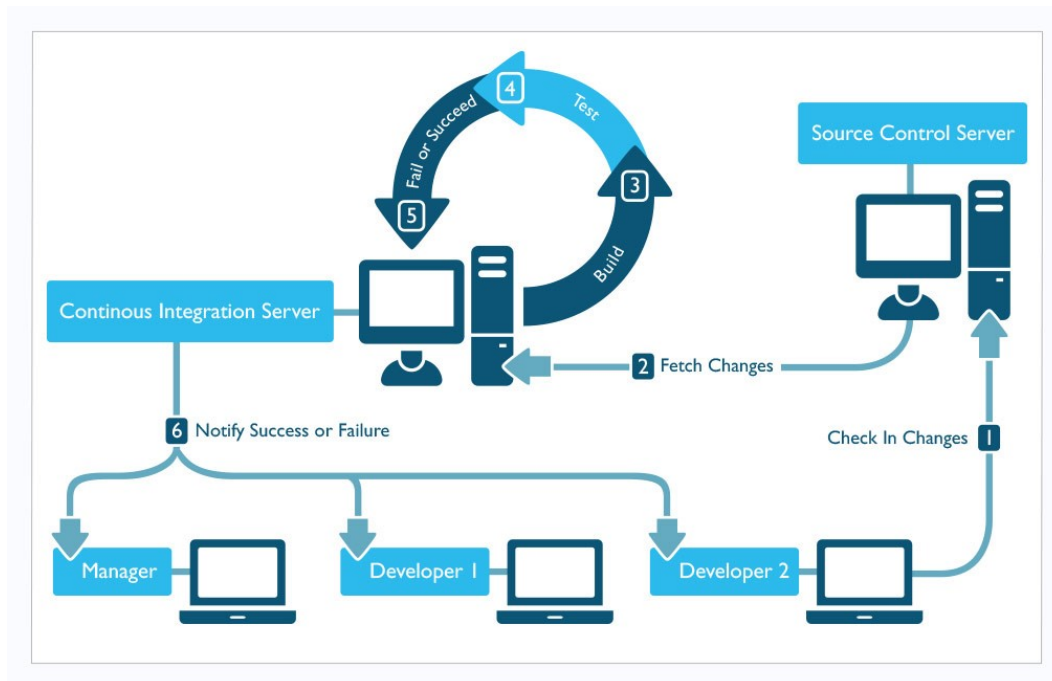 4
Test
Fail or Succeed
Source Control Server
3
5
Build
Continous Integration Server
2 Fetch Changes
6 Notify Success or Failure
Check In Changes 1
Manager
Developer 1
Developer 2